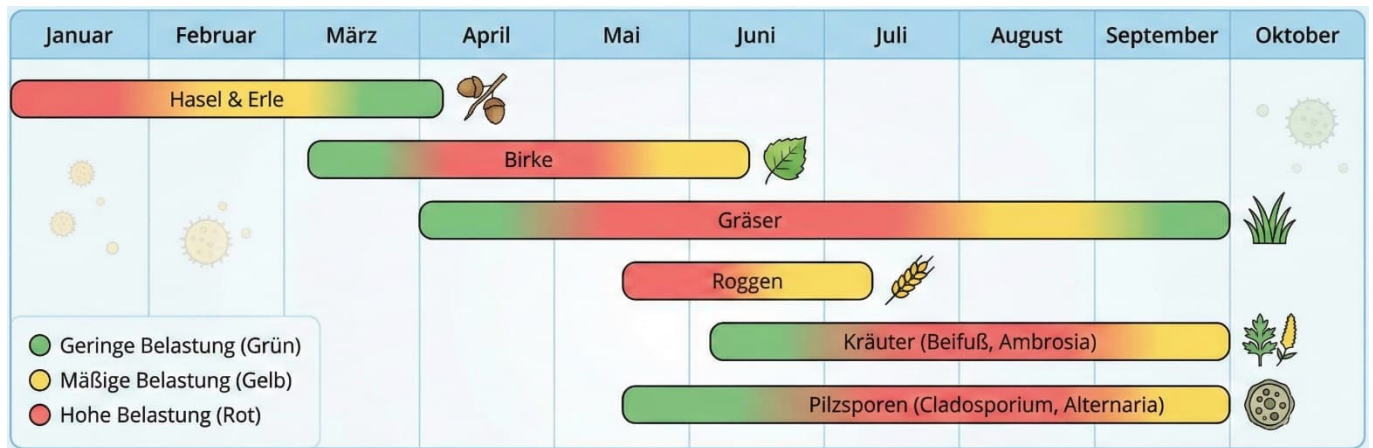 Januar Februar März April Mai Juni Juli August September Oktober
Hasel & Erle
Birke
Gräser
Roggen
Kräuter (Beifuß, Ambrosia)
Pilzsporen (Cladosporium, Alternaria)
Geringe Belastung (Grün)
Mäßige Belastung (Gelb)
Hohe Belastung (Rot)